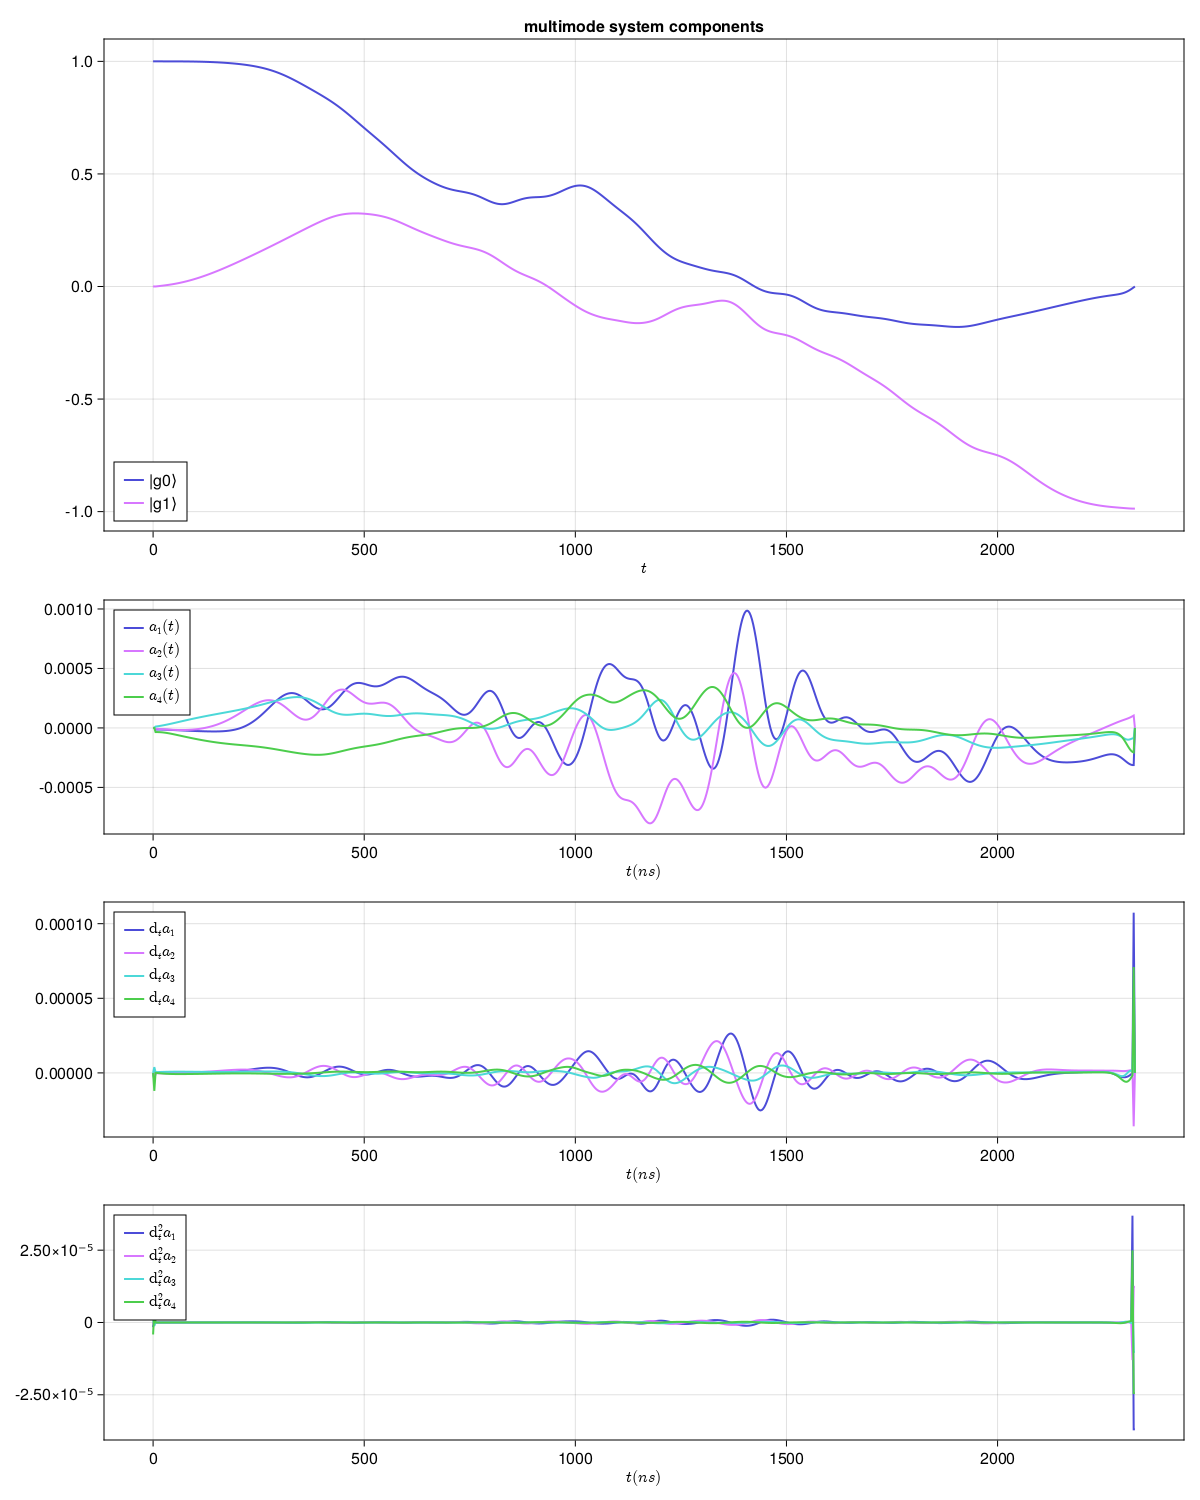 multimode system components
1.0
0.5
0.0
-0.5
-1.0
|g0⟩
|g1⟩
0 500 1000 1500 2000
t
0.0010
0.0005
0.0000
-0.0005
a₁(t)
a₂(t)
a₃(t)
a₄(t)
0 500 1000 1500 2000
t(ns)
0.00010
0.00005
0.00000
dₜa₁
dₜa₂
dₜa₃
dₜa₄
0 500 1000 1500 2000
t(ns)
2.50×10⁻⁵
0
-2.50×10⁻⁵
d²ₜa₁
d²ₜa₂
d²ₜa₃
d²ₜa₄
0 500 1000 1500 2000
t(ns)